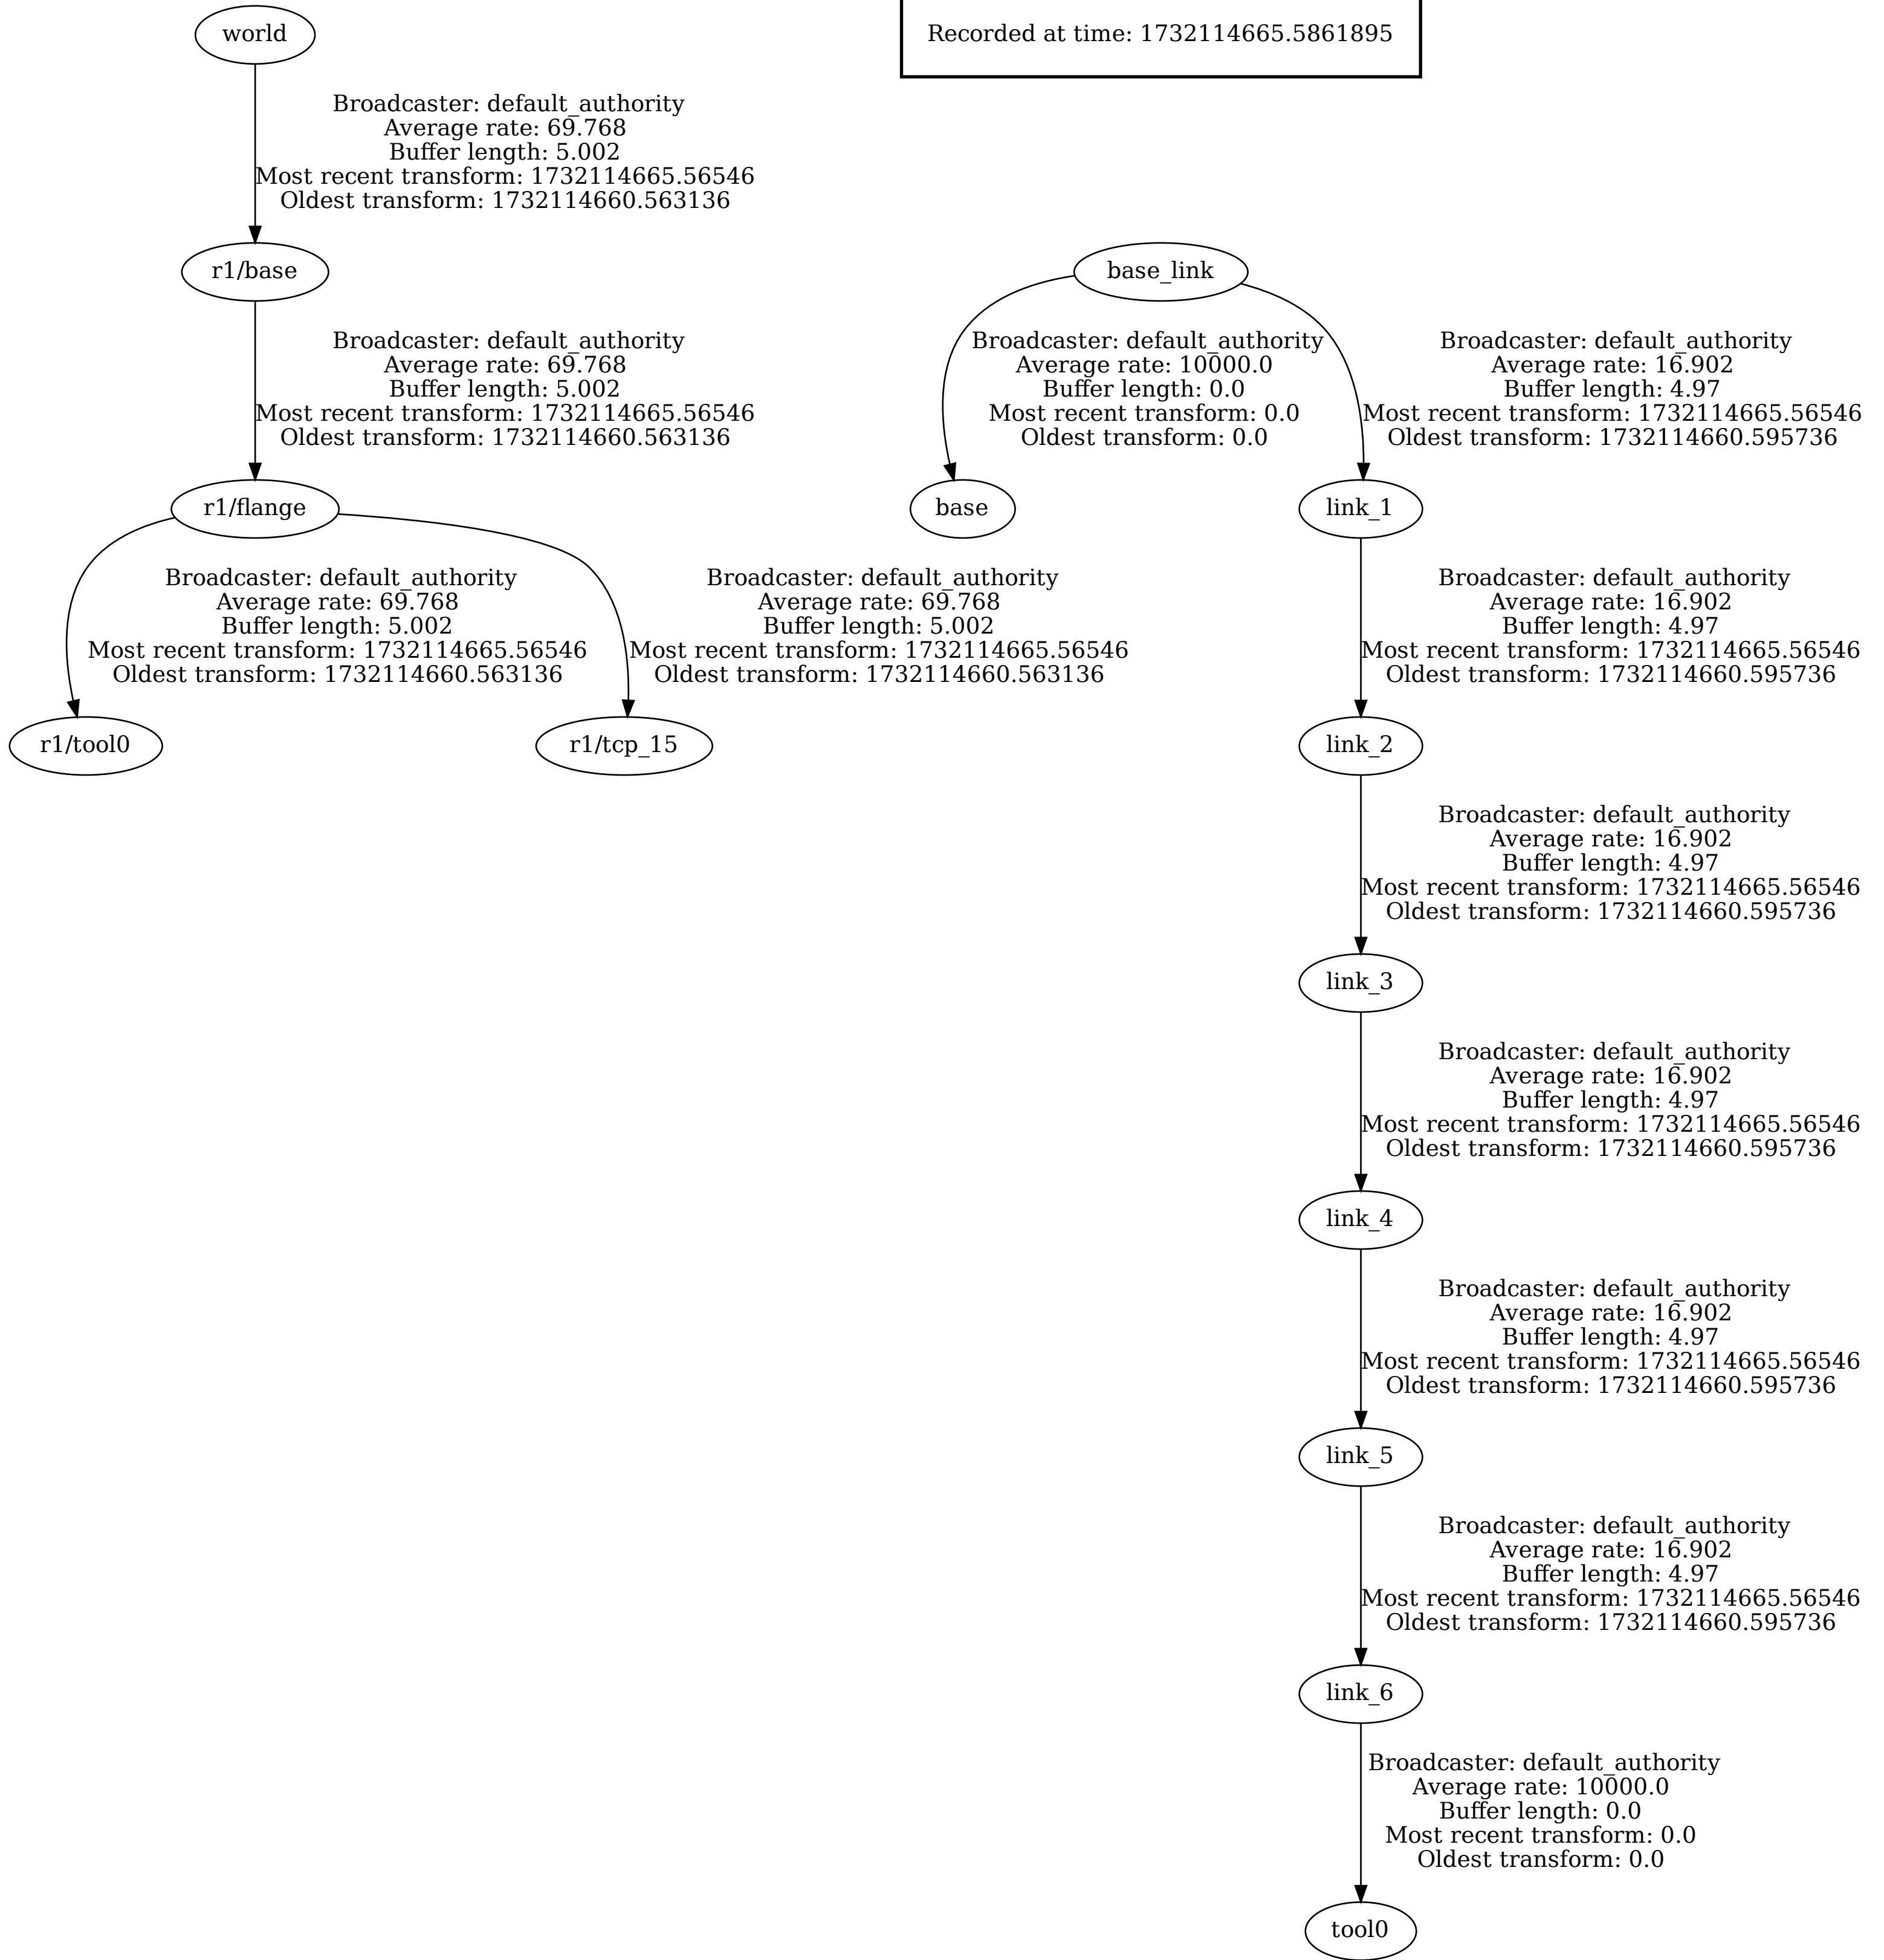 world
Recorded at time: 1732114665.5861895
Broadcaster: default_authority
Average rate: 69.768
Buffer length: 5.002
Most recent transform: 1732114665.56546
Oldest transform: 1732114660.563136
r1/base
base_link
Broadcaster: default_authority
Average rate: 69.768
Buffer length: 5.002
Most recent transform: 1732114665.56546
Oldest transform: 1732114660.563136
Broadcaster: default_authority
Average rate: 10000.0
Buffer length: 0.0
Most recent transform: 0.0
Oldest transform: 0.0
Broadcaster: default_authority
Average rate: 16.902
Buffer length: 4.97
Most recent transform: 1732114665.56546
Oldest transform: 1732114660.595736
r1/flange
base
link_1
Broadcaster: default_authority
Average rate: 69.768
Buffer length: 5.002
Most recent transform: 1732114665.56546
Oldest transform: 1732114660.563136
Broadcaster: default_authority
Average rate: 69.768
Buffer length: 5.002
Most recent transform: 1732114665.56546
Oldest transform: 1732114660.563136
Broadcaster: default_authority
Average rate: 16.902
Buffer length: 4.97
Most recent transform: 1732114665.56546
Oldest transform: 1732114660.595736
r1/tool0
r1/tcp_15
link_2
Broadcaster: default_authority
Average rate: 16.902
Buffer length: 4.97
Most recent transform: 1732114665.56546
Oldest transform: 1732114660.595736
link_3
Broadcaster: default_authority
Average rate: 16.902
Buffer length: 4.97
Most recent transform: 1732114665.56546
Oldest transform: 1732114660.595736
link_4
Broadcaster: default_authority
Average rate: 16.902
Buffer length: 4.97
Most recent transform: 1732114665.56546
Oldest transform: 1732114660.595736
link_5
Broadcaster: default_authority
Average rate: 16.902
Buffer length: 4.97
Most recent transform: 1732114665.56546
Oldest transform: 1732114660.595736
link_6
Broadcaster: default_authority
Average rate: 10000.0
Buffer length: 0.0
Most recent transform: 0.0
Oldest transform: 0.0
tool0